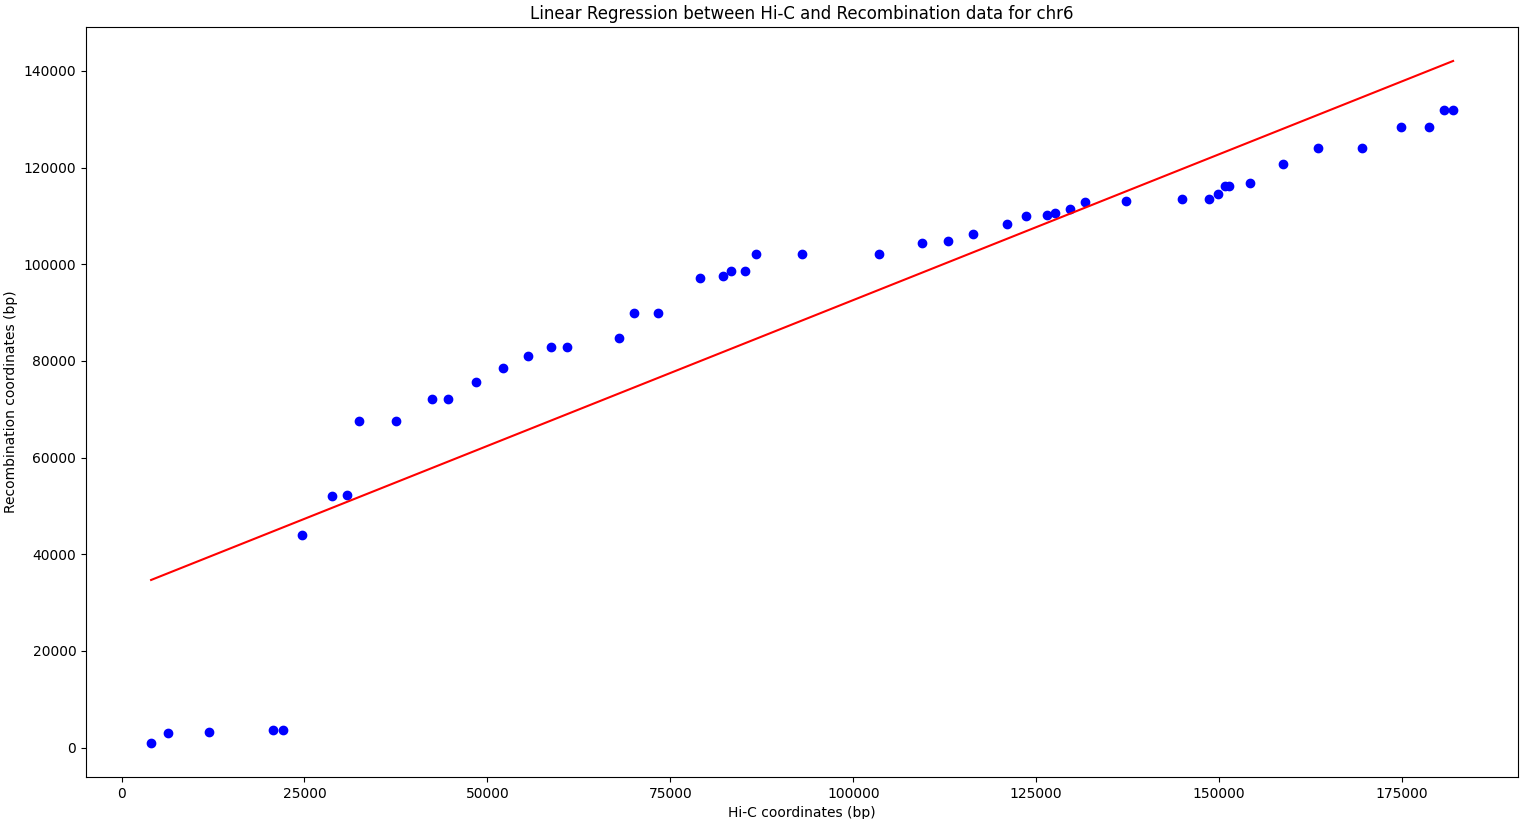 Linear Regression between Hi-C and Recombination data for chr6
140000
120000
100000
80000
60000
40000
20000
0
Recombination coordinates (bp)
0 25000 50000 75000 100000 125000 150000 175000
Hi-C coordinates (bp)